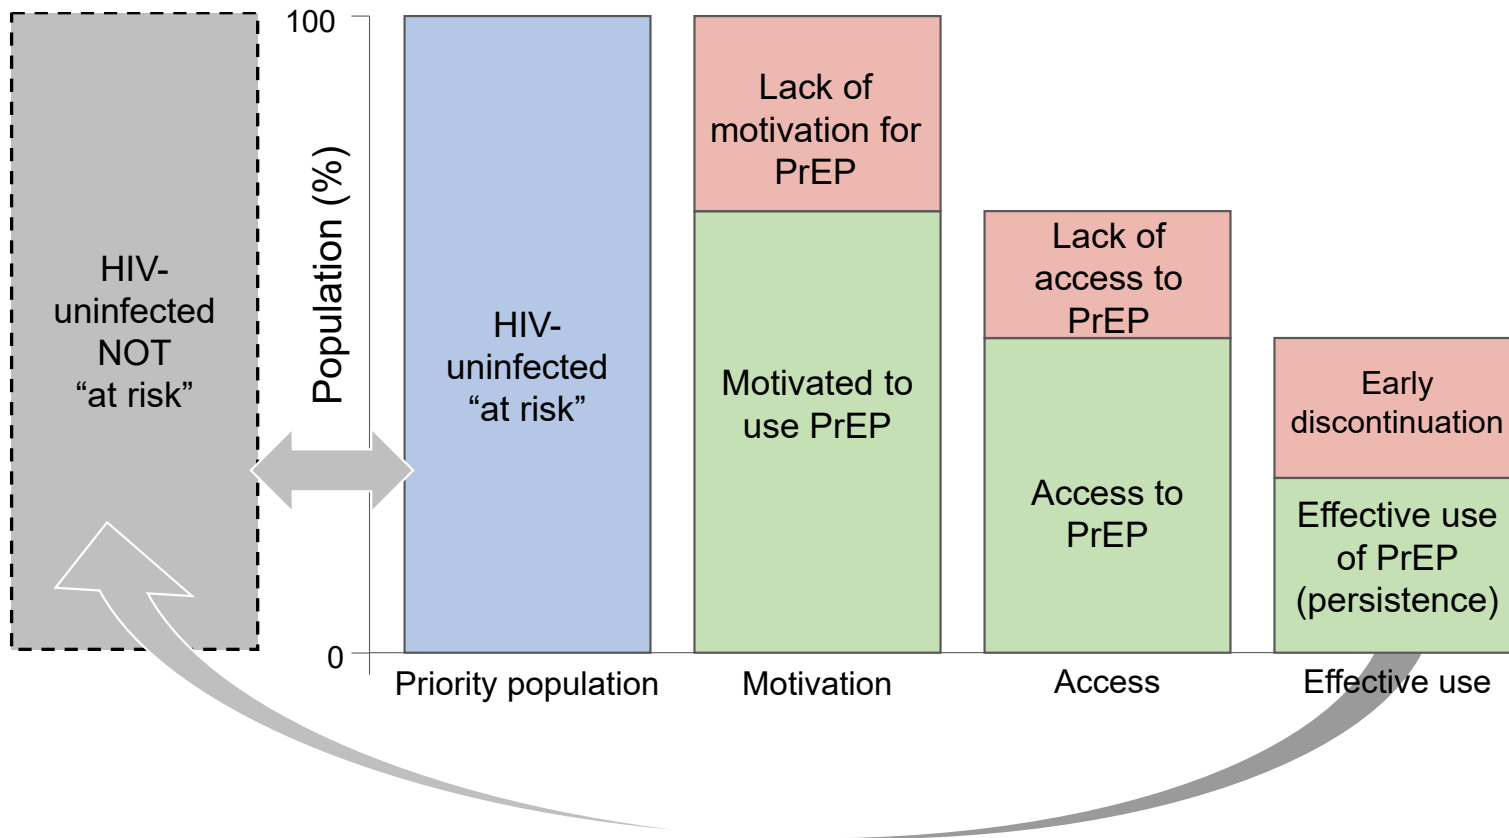 HIV-
uninfected
NOT
“at risk”
Population (%)
100
0
HIV-
uninfected
“at risk”
Lack of
motivation for
PrEP
Motivated to
use PrEP
Lack of
access to
PrEP
Access to
PrEP
Early
discontinuation
Effective use
of PrEP
(persistence)
Priority population
Motivation
Access
Effective use